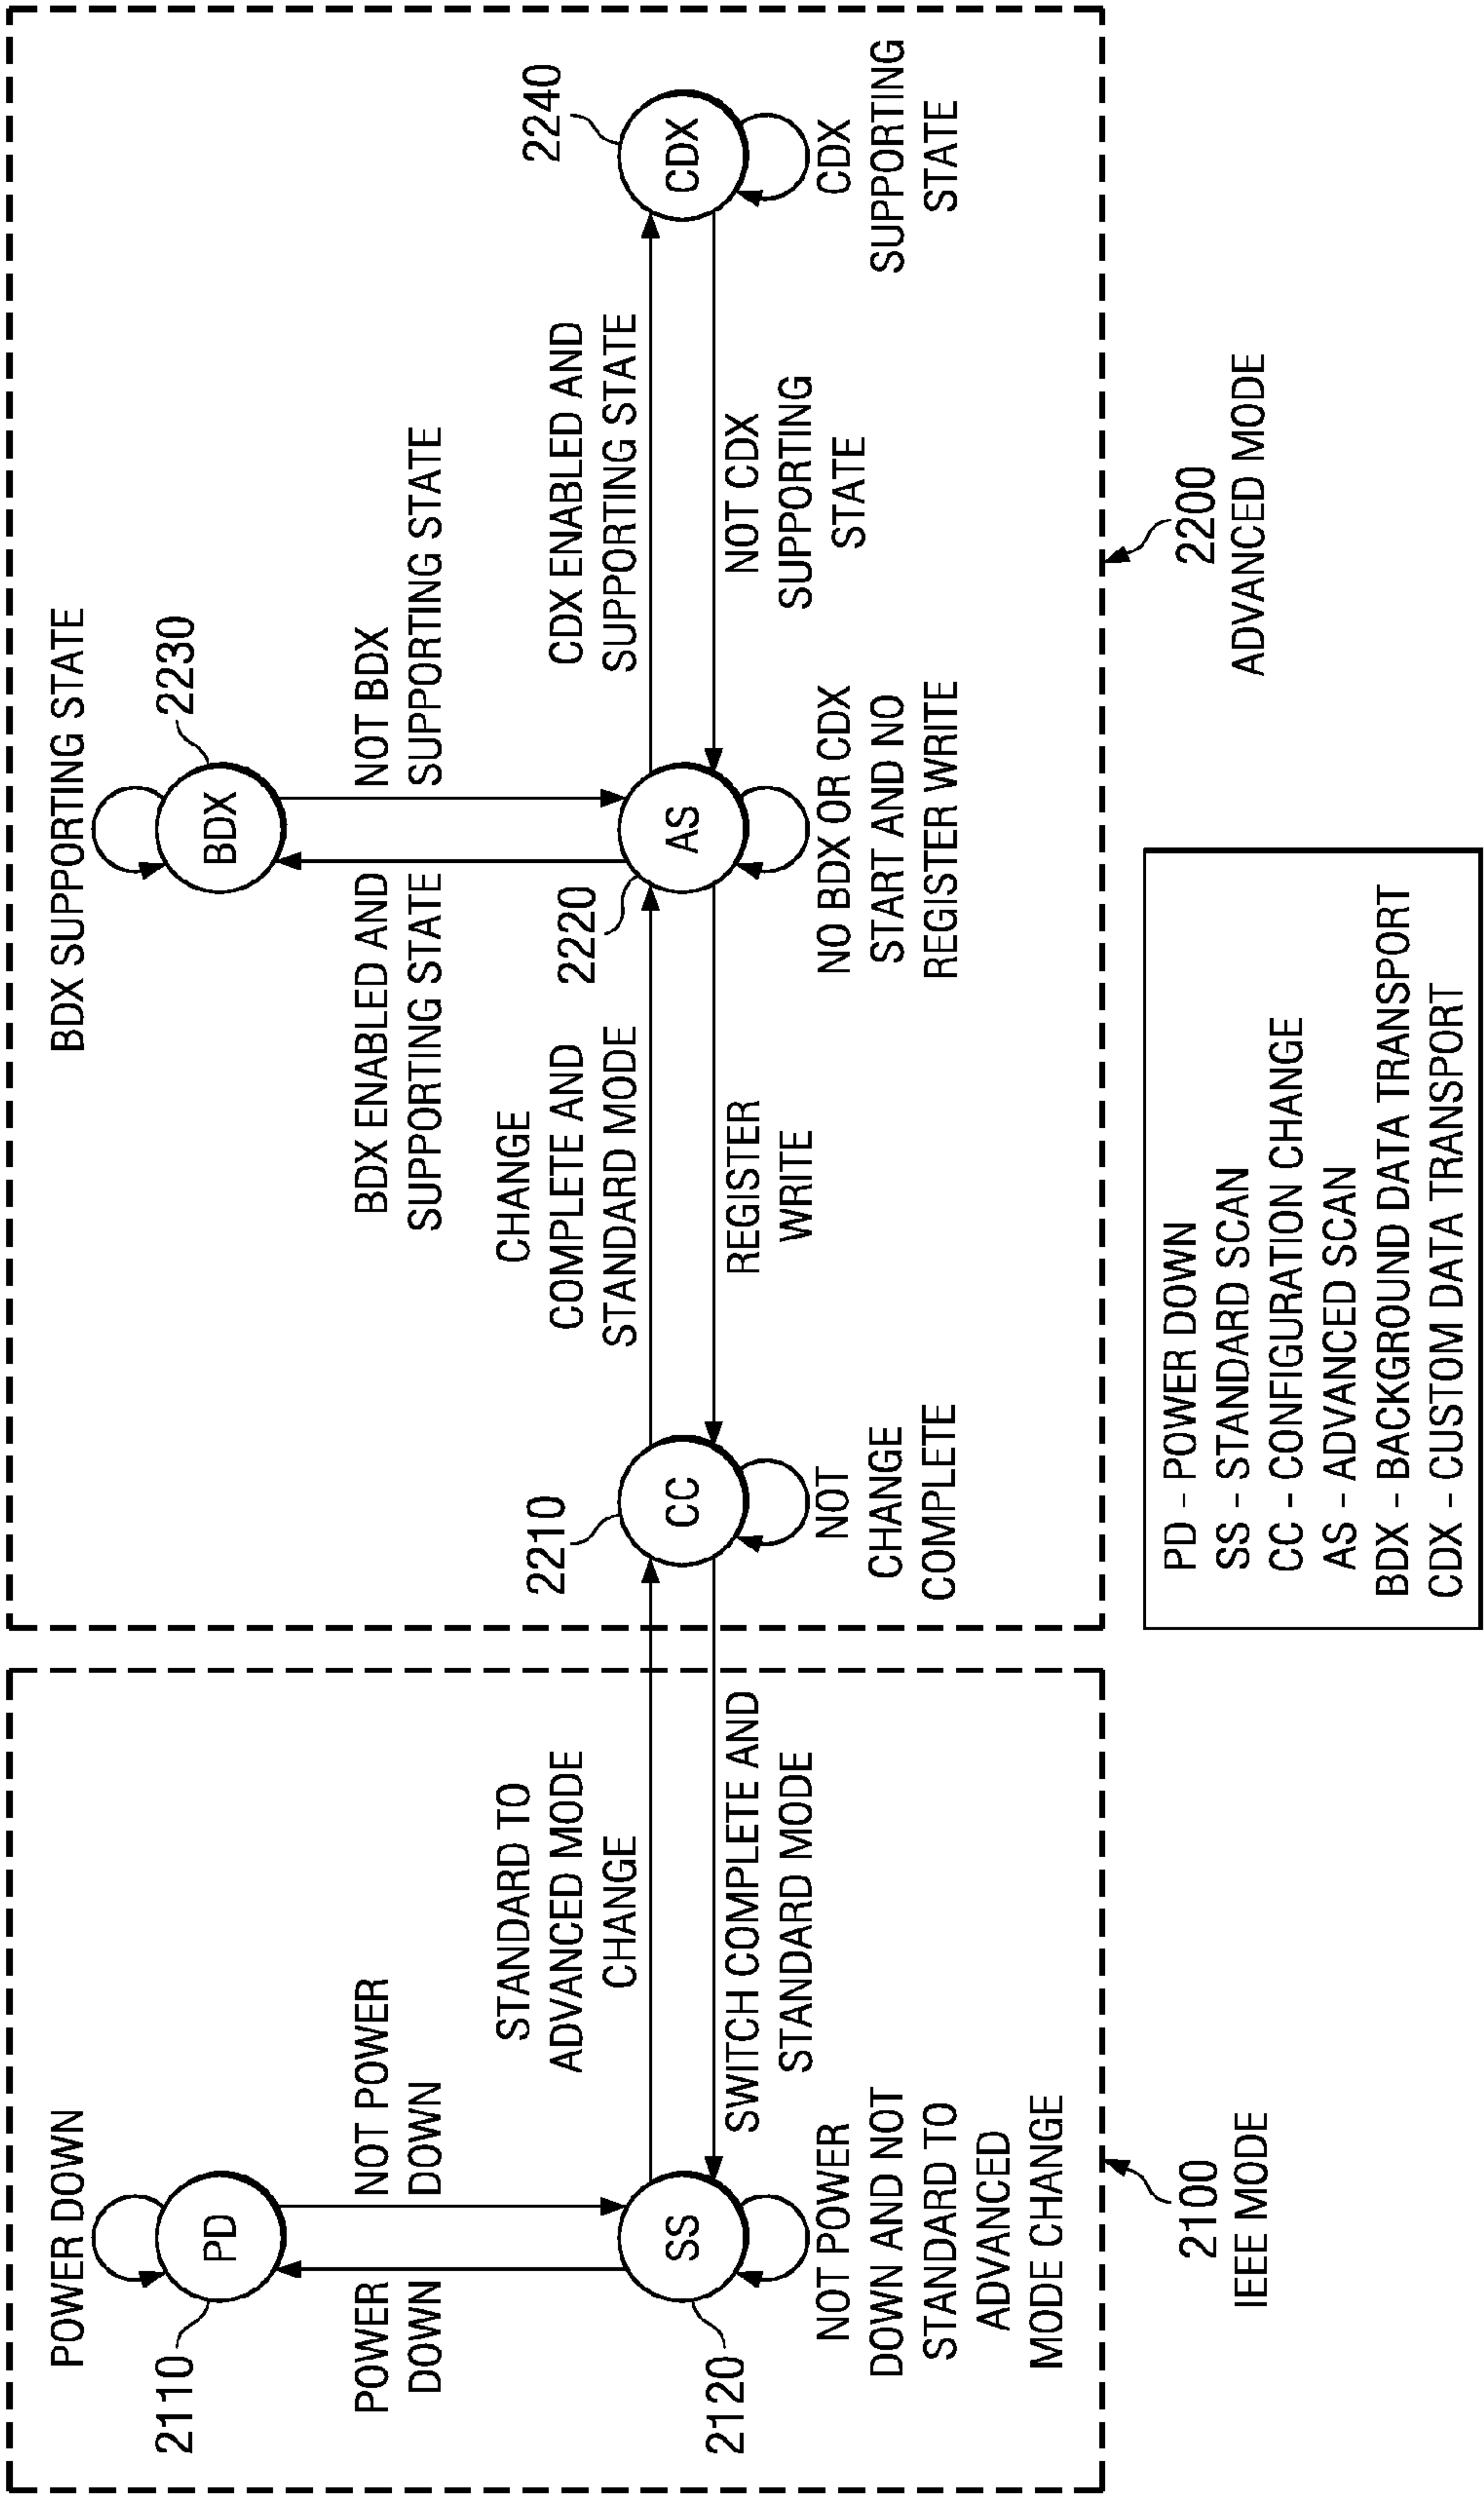 POWER DOWN
2110
PD
POWER
DOWN
NOT POWER
DOWN
STANDARD TO
ADVANCED MODE
CHANGE
SS
2120
SWITCH COMPLETE AND
STANDARD MODE
NOT POWER
DOWN AND NOT
STANDARD TO
ADVANCED
MODE CHANGE
2100
IEEE MODE
BDX SUPPORTING STATE
2230
BDX
BDX ENABLED AND
SUPPORTING STATE
NOT BDX
SUPPORTING STATE
2210
CC
CHANGE
COMPLETE AND
STANDARD MODE
2220
AS
CDX ENABLED AND
SUPPORTING STATE
2240
CDX
NOT
CHANGE
COMPLETE
REGISTER
WRITE
NO BDX OR CDX
START AND NO
REGISTER WRITE
NOT CDX
SUPPORTING
STATE
CDX
SUPPORTING
STATE
2200
ADVANCED MODE
PD - POWER DOWN
SS - STANDARD SCAN
CC - CONFIGURATION CHANGE
AS - ADVANCED SCAN
BDX - BACKGROUND DATA TRANSPORT
CDX - CUSTOM DATA TRANSPORT